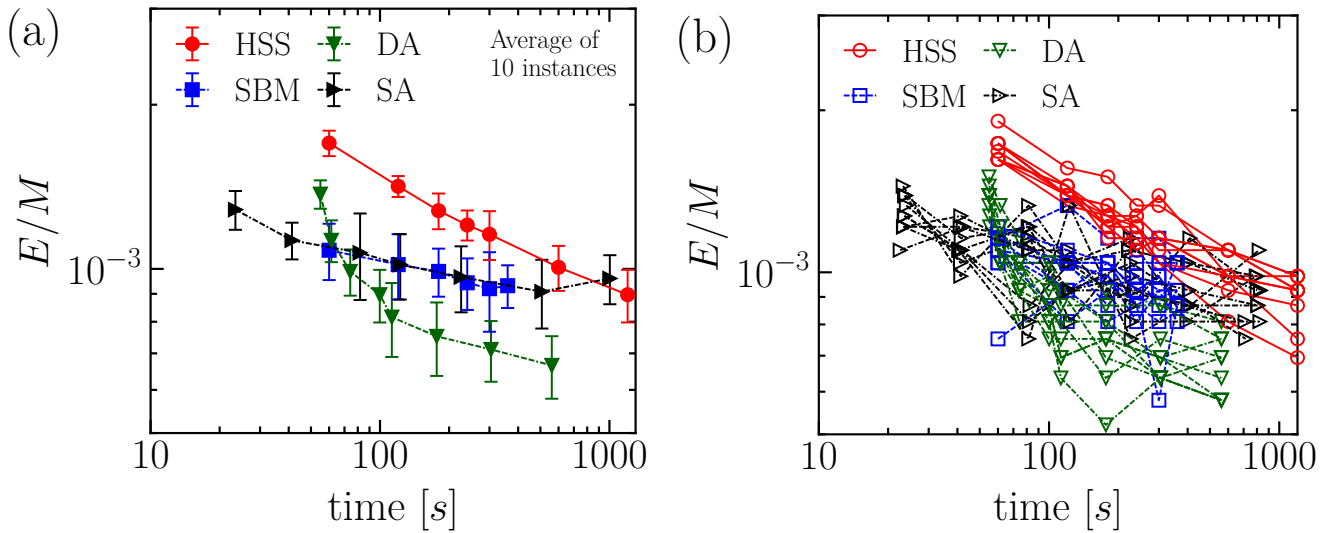 (a)
HSS
DA
SBM
SA
Average of
10 instances
E/M
10⁻³
10
100
1000
time [s]
(b)
HSS
DA
SBM
SA
E/M
10⁻³
10
100
1000
time [s]